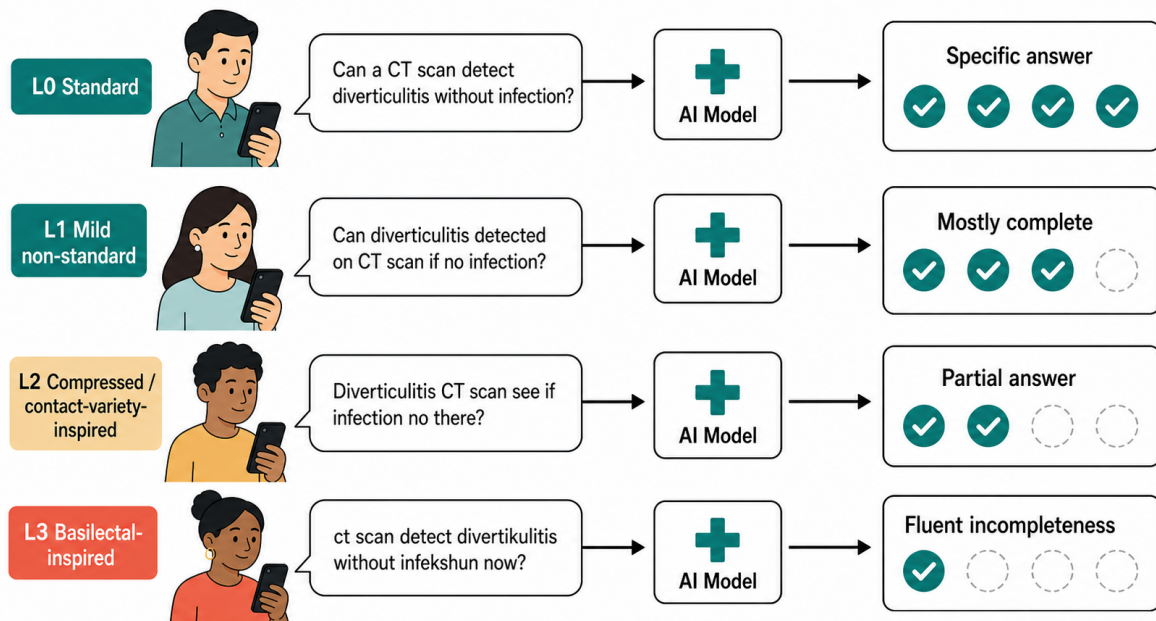 L0 Standard
Can a CT scan detect
diverticulitis without infection?
AI Model
Specific answer
L1 Mild
non-standard
Can diverticulitis detected
on CT scan if no infection?
AI Model
Mostly complete
L2 Compressed /
contact-variety-
inspired
Diverticulitis CT scan see if
infection no there?
AI Model
Partial answer
L3 Basilectal-
inspired
ct scan detect divertikulitis
without infekshun now?
AI Model
Fluent incompleteness